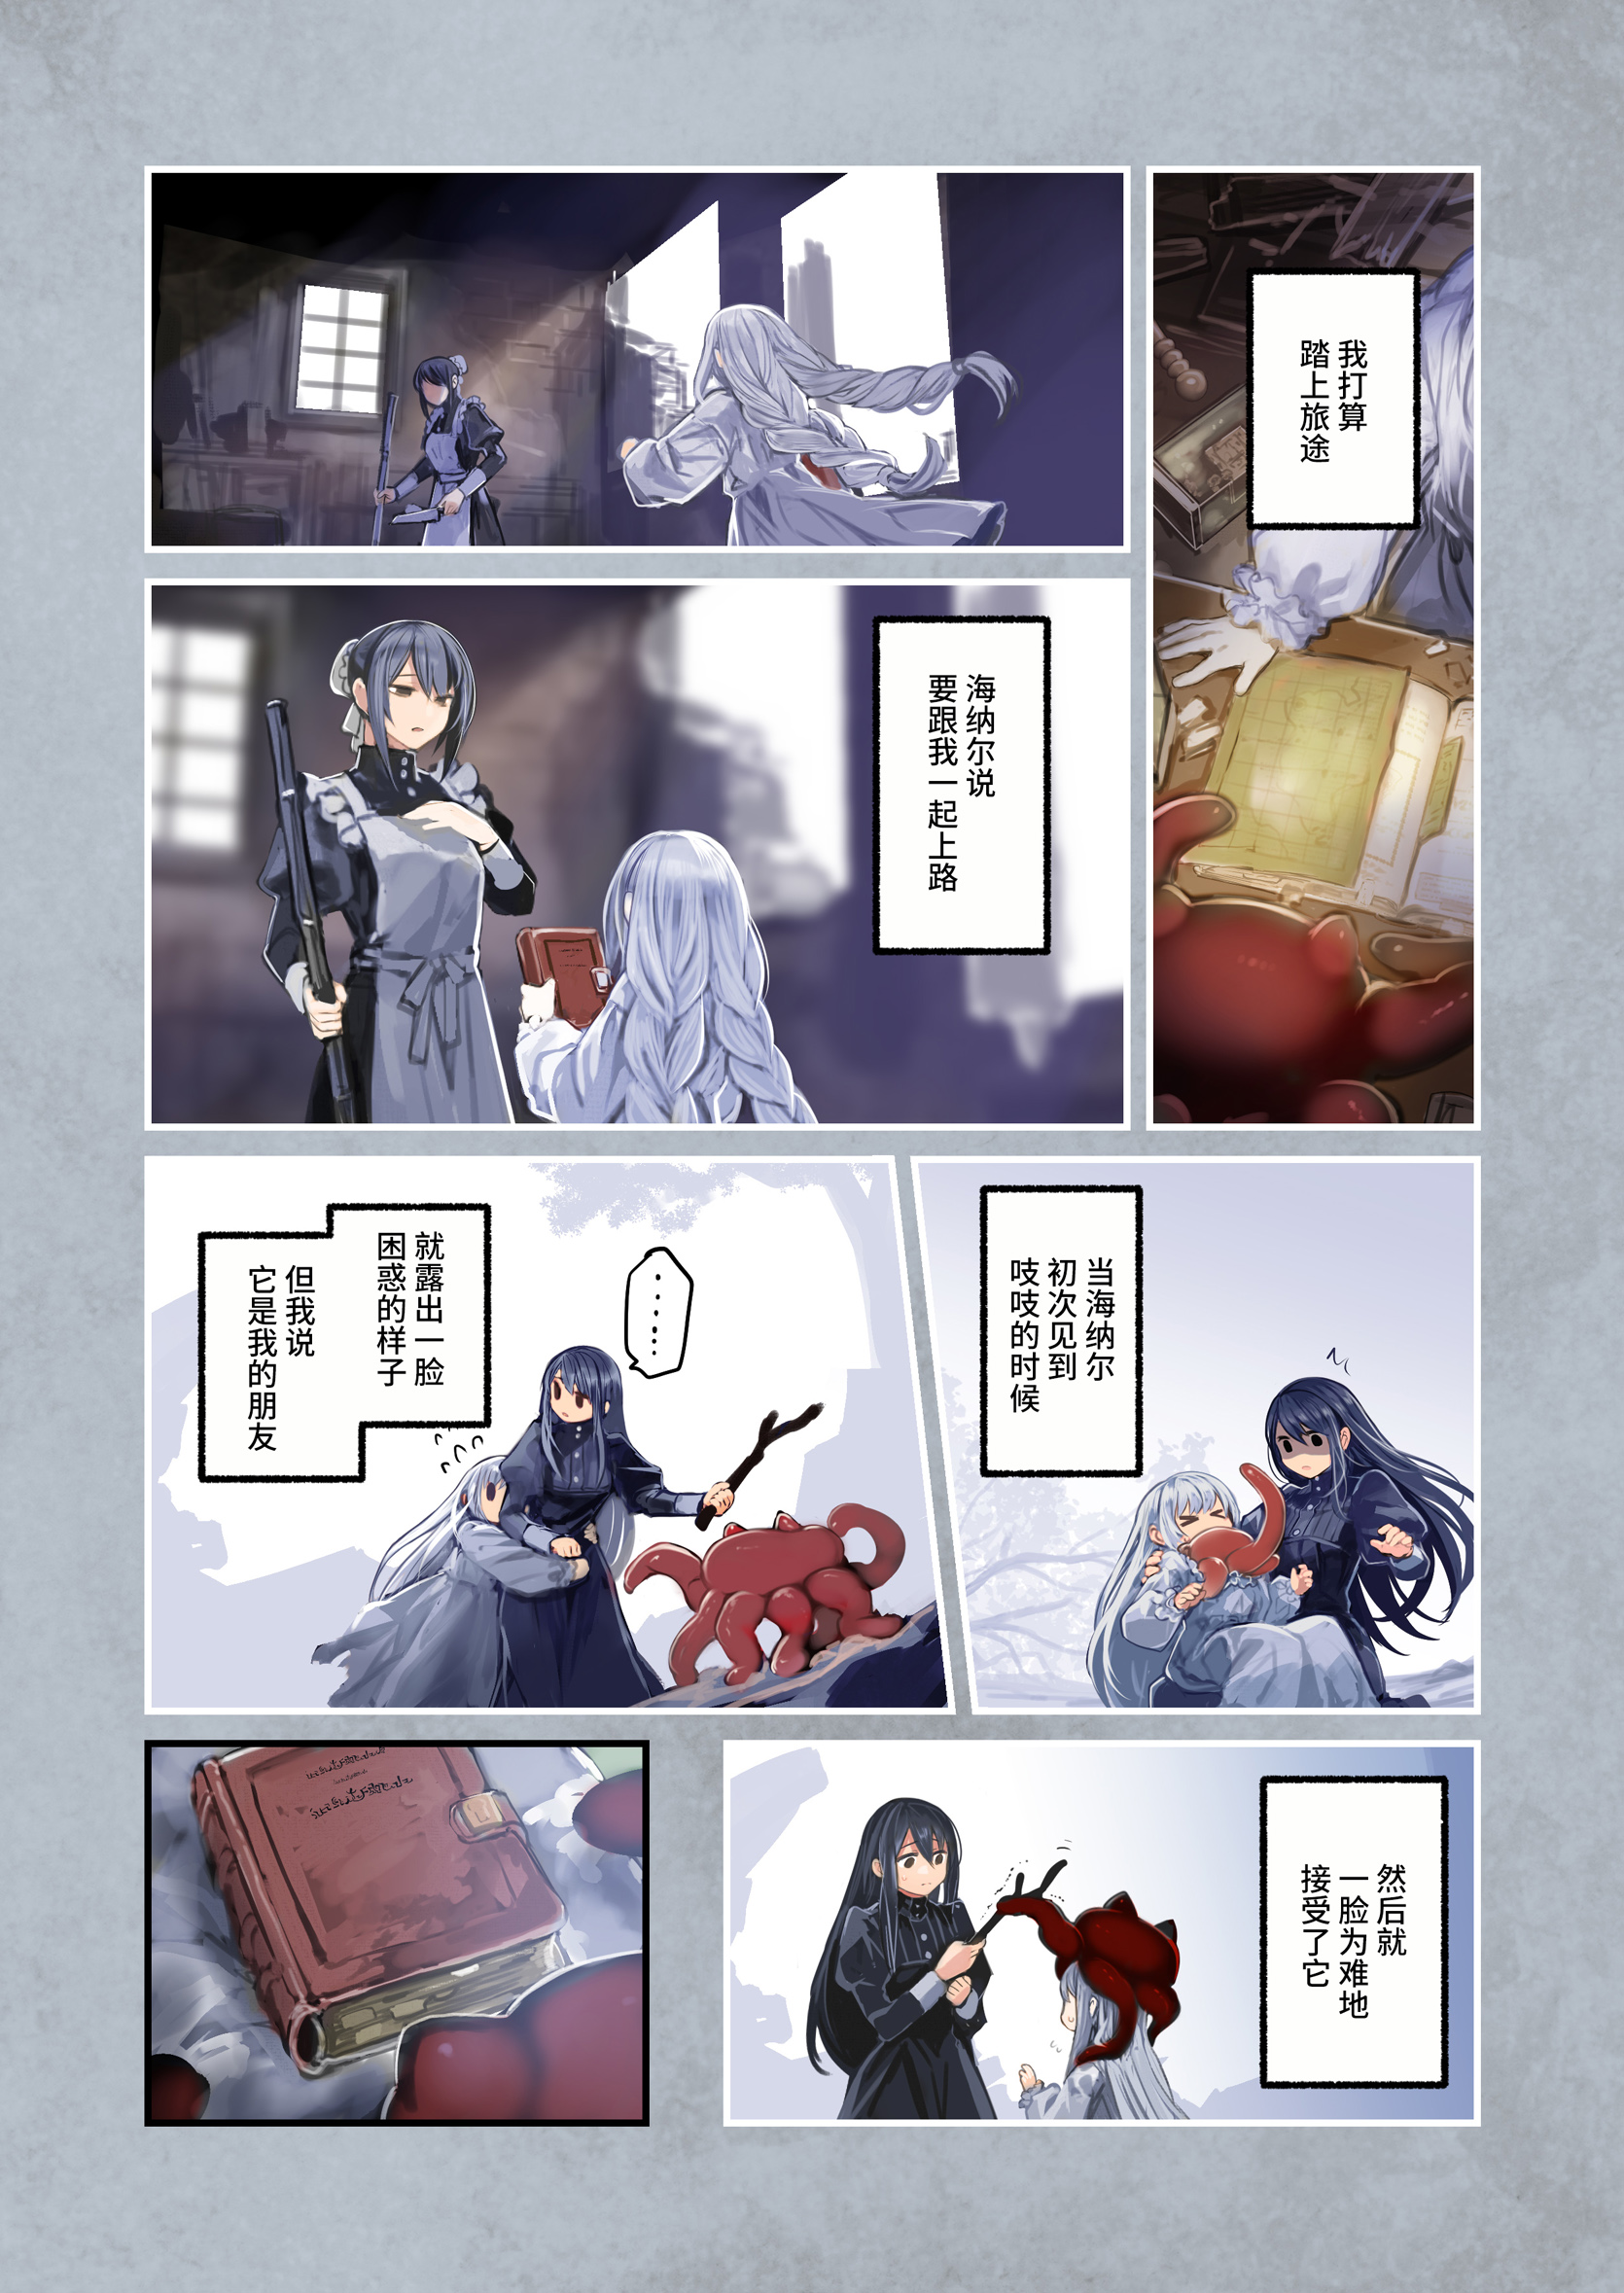 我打算
踏上旅途
海纳尔说
要跟我一起上路
当海纳尔
初次见到
吱吱的时候
……
就露出一脸
困惑的样子
但我说
它是我的朋友
然后就
一脸为难地
接受了它